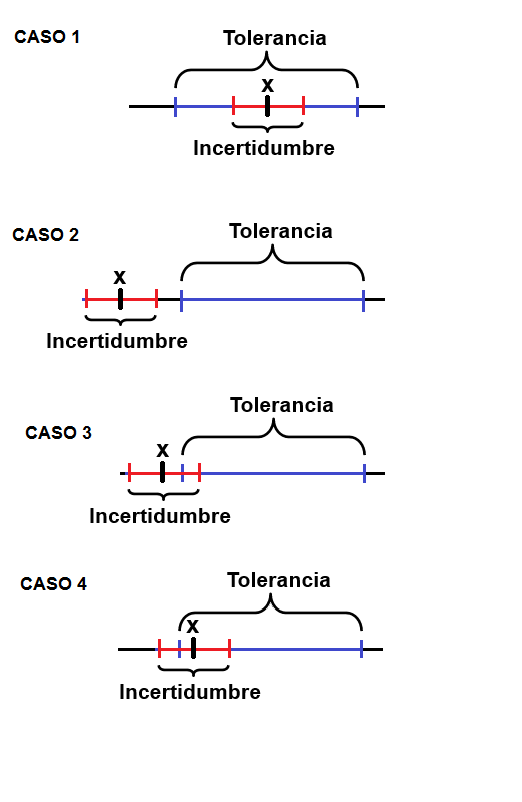 CASO 1
Tolerancia
x
Incertidumbre
CASO 2
Tolerancia
x
Incertidumbre
CASO 3
Tolerancia
x
Incertidumbre
CASO 4
Tolerancia
x
Incertidumbre